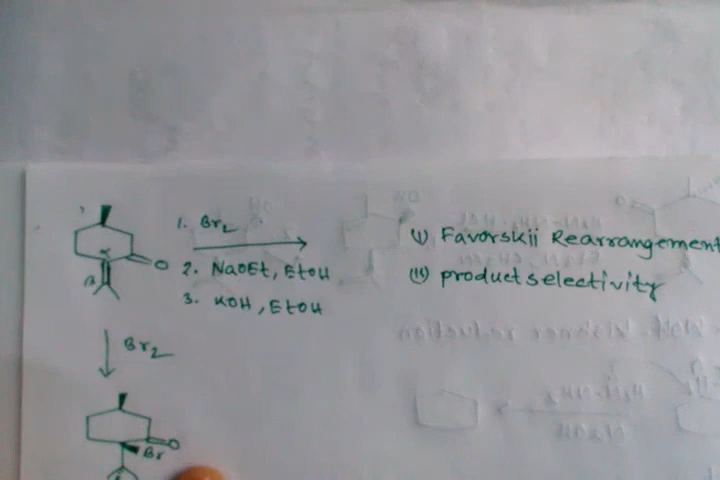 1. Br2
2. NaOEt, EtOH
3. KOH, EtOH
(i) Favorskii Rearrangement
(ii) product selectivity
α
β
O
Br2
O
Br